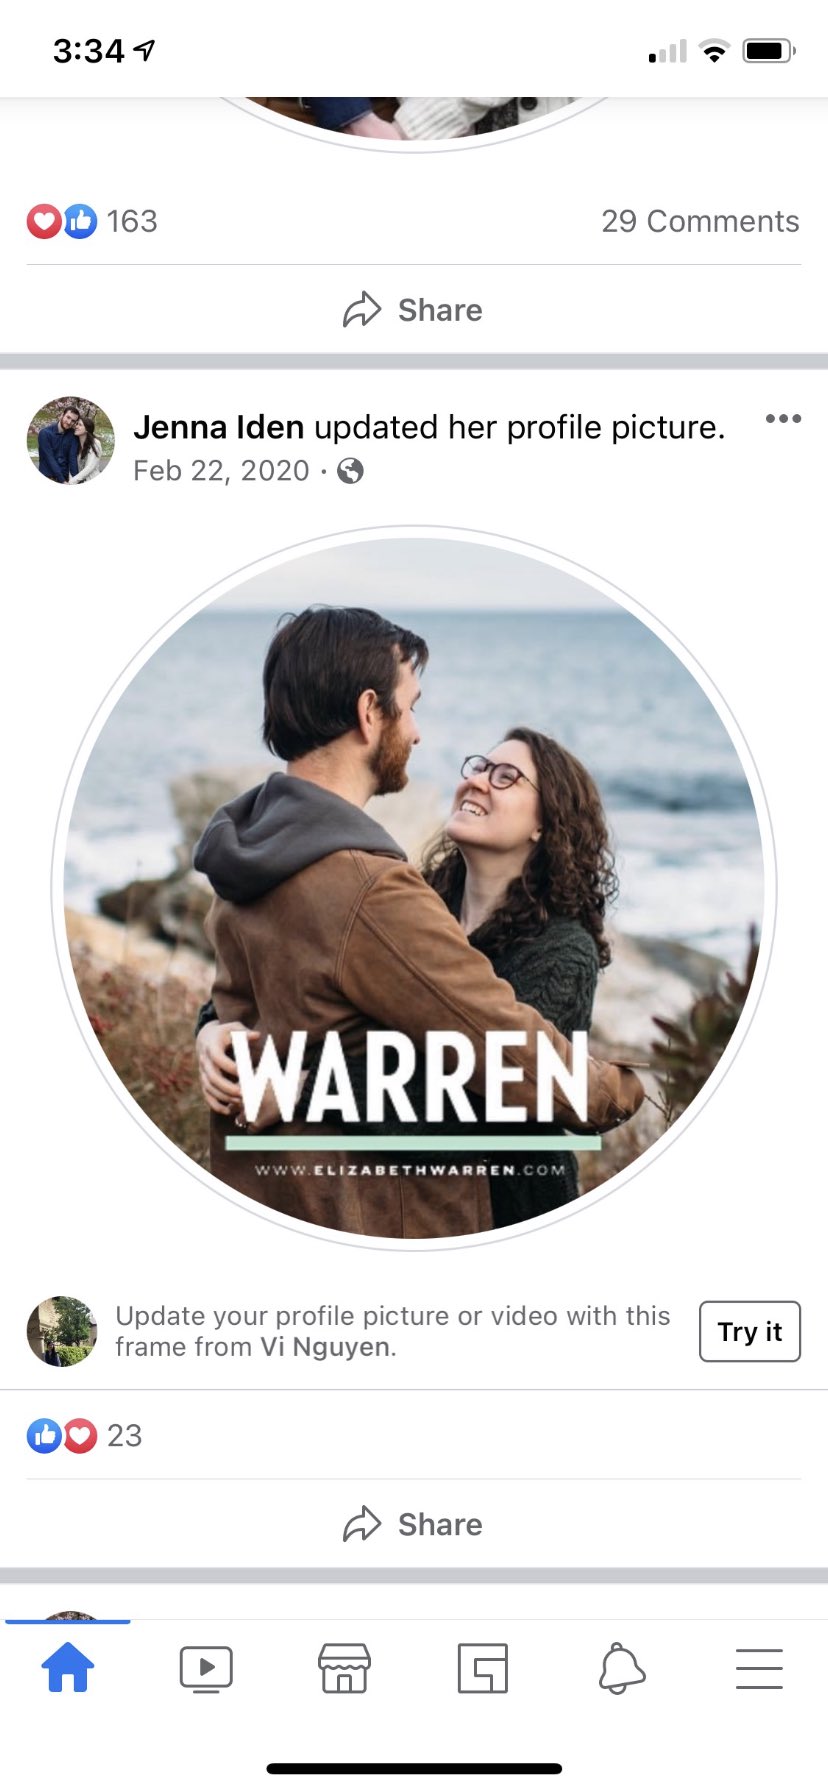 3:34
163
29 Comments
Share
Jenna Iden updated her profile picture.
Feb 22, 2020 ·
WARREN
WWW.ELIZABETHWARREN.COM
Update your profile picture or video with this
frame from Vi Nguyen.
Try it
23
Share